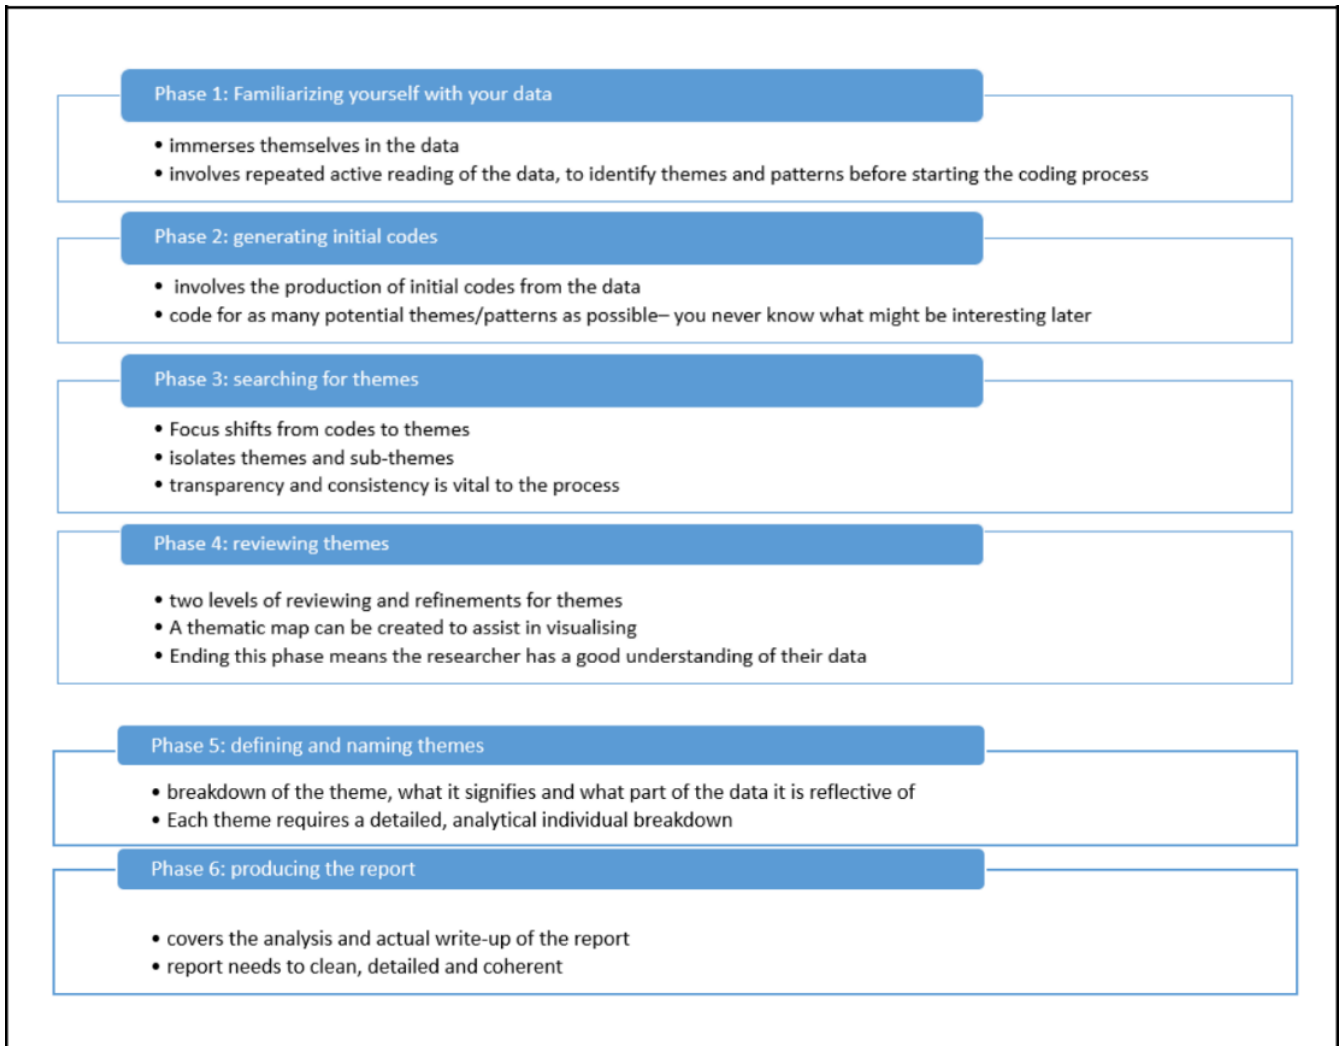 Phase 1: Familiarizing yourself with your data
• immerses themselves in the data
• involves repeated active reading of the data, to identify themes and patterns before starting the coding process
Phase 2: generating initial codes
• involves the production of initial codes from the data
• code for as many potential themes/patterns as possible– you never know what might be interesting later
Phase 3: searching for themes
• Focus shifts from codes to themes
• isolates themes and sub-themes
• transparency and consistency is vital to the process
Phase 4: reviewing themes
• two levels of reviewing and refinements for themes
• A thematic map can be created to assist in visualising
• Ending this phase means the researcher has a good understanding of their data
Phase 5: defining and naming themes
• breakdown of the theme, what it signifies and what part of the data it is reflective of
• Each theme requires a detailed, analytical individual breakdown
Phase 6: producing the report
• covers the analysis and actual write-up of the report
• report needs to clean, detailed and coherent